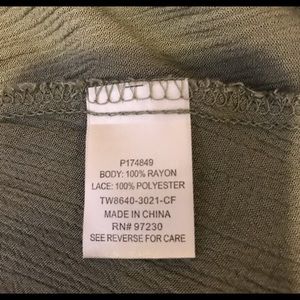 P174849
BODY: 100% RAYON
LACE: 100% POLYESTER
TW8640-3021-CF
MADE IN CHINA
RN# 97230
SEE REVERSE FOR CARE